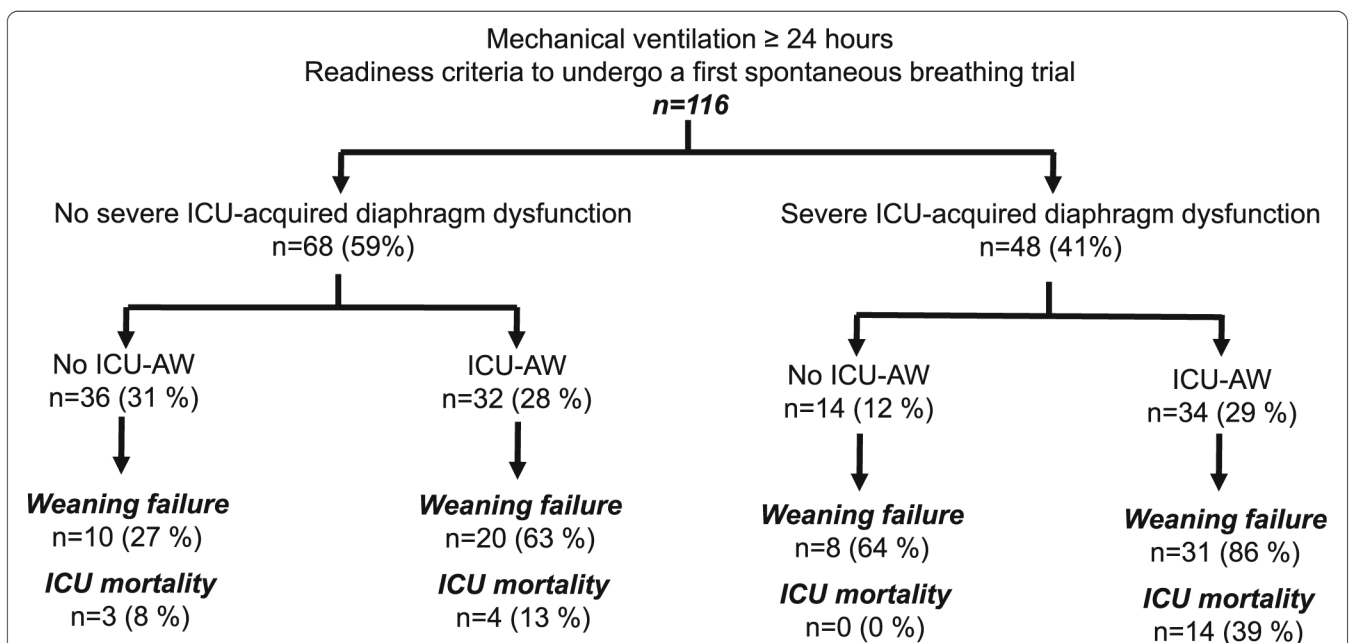 Mechanical ventilation ≥ 24 hours
Readiness criteria to undergo a first spontaneous breathing trial
n=116
No severe ICU-acquired diaphragm dysfunction
n=68 (59%)
Severe ICU-acquired diaphragm dysfunction
n=48 (41%)
No ICU-AW
n=36 (31 %)
ICU-AW
n=32 (28 %)
No ICU-AW
n=14 (12 %)
ICU-AW
n=34 (29 %)
Weaning failure
n=10 (27 %)
ICU mortality
n=3 (8 %)
Weaning failure
n=20 (63 %)
ICU mortality
n=4 (13 %)
Weaning failure
n=8 (64 %)
ICU mortality
n=0 (0 %)
Weaning failure
n=31 (86 %)
ICU mortality
n=14 (39 %)